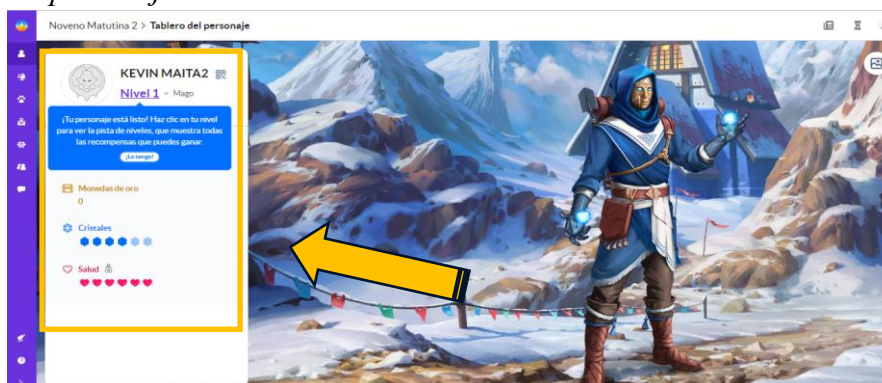 Noveno Matutina 2 > Tablero del personaje
KEVIN MAITA2
Nivel 1 - Mago
¡Tu personaje está listo! Haz clic en tu nivel
para ver la pista de niveles, que muestra todas
las recompensas que puedes ganar.
¡Lo tengo!
Monedas de oro
0
Cristales
Salud